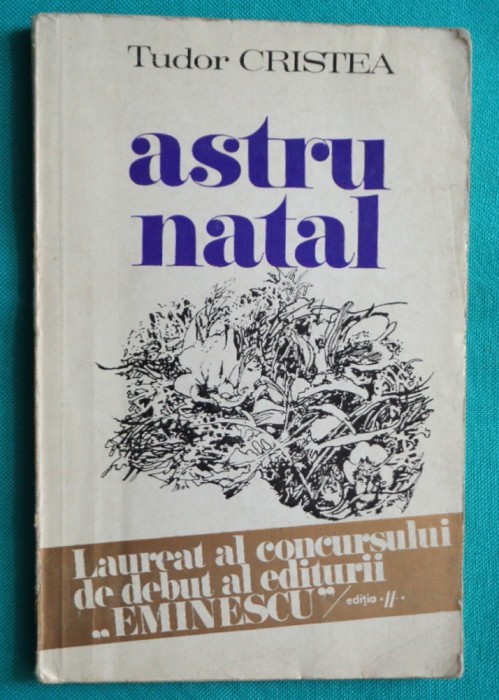 Tudor CRISTEA
astru
natal
Laureat al concursului
de debut al editurii
„EMINESCU”/ediția •II•